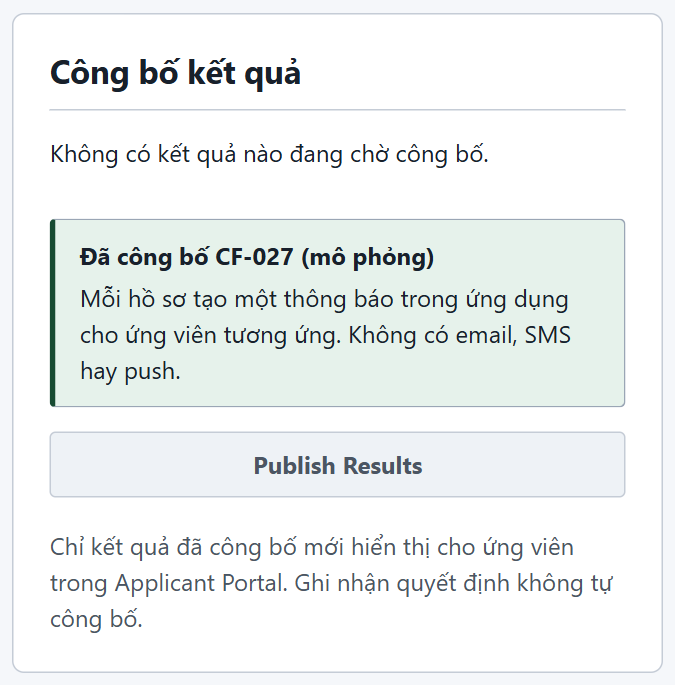 Công bố kết quả
Không có kết quả nào đang chờ công bố.
Đã công bố CF-027 (mô phỏng)
Mỗi hồ sơ tạo một thông báo trong ứng dụng
cho ứng viên tương ứng. Không có email, SMS
hay push.
Publish Results
Chỉ kết quả đã công bố mới hiển thị cho ứng viên
trong Applicant Portal. Ghi nhận quyết định không tự
công bố.